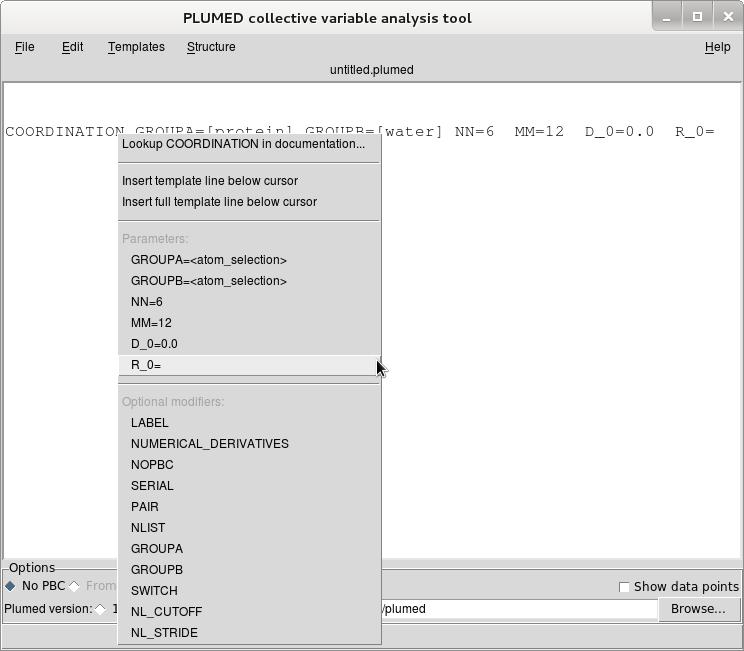 PLUMED collective variable analysis tool
File Edit Templates Structure Help
untitled.plumed
COORDINATION GROUPA=[protein] GROUPB=[water] NN=6 MM=12 D_0=0.0 R_0=
Lookup COORDINATION in documentation...
Insert template line below cursor
Insert full template line below cursor
Parameters:
GROUPA=<atom_selection>
GROUPB=<atom_selection>
NN=6
MM=12
D_0=0.0
R_0=
Optional modifiers:
LABEL
NUMERICAL_DERIVATIVES
NOPBC
SERIAL
PAIR
NLIST
GROUPA
GROUPB
SWITCH
NL_CUTOFF
NL_STRIDE
Options
No PBC From Show data points
Plumed version: 1 /plumed Browse...